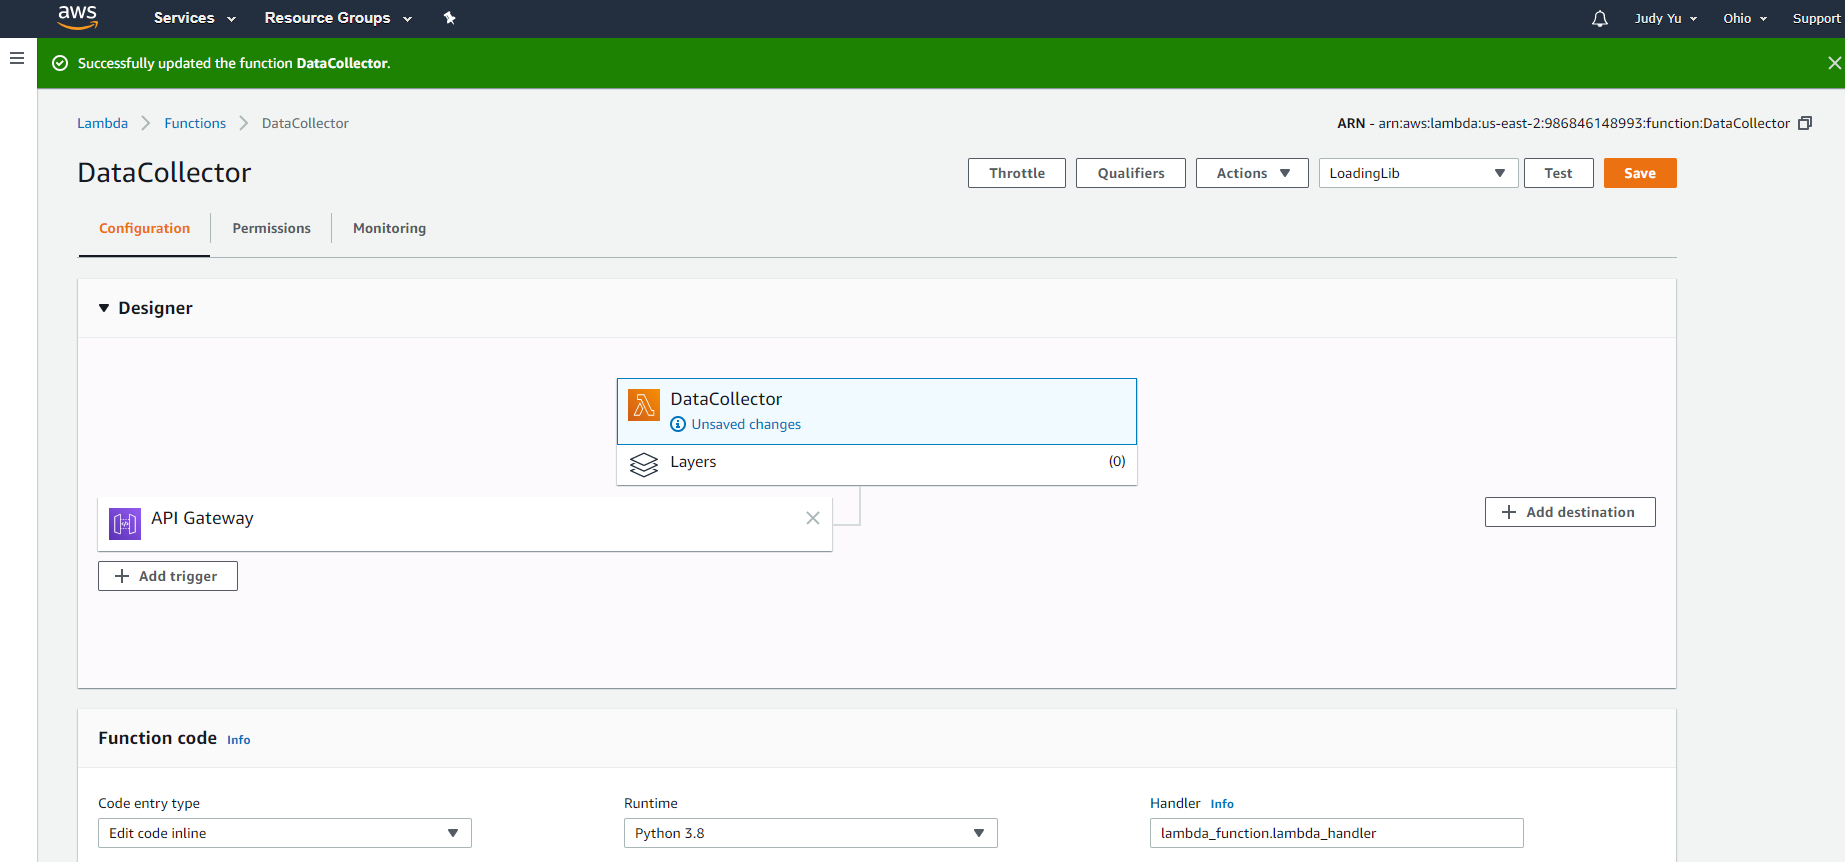 aws Services Resource Groups Judy Yu Ohio Support
Successfully updated the function DataCollector.
Lambda Functions DataCollector
ARN - arn:aws:lambda:us-east-2:986846148993:function:DataCollector
DataCollector
Throttle Qualifiers Actions LoadingLib Test Save
Configuration Permissions Monitoring
Designer
DataCollector
Unsaved changes
Layers (0)
API Gateway
Add destination
Add trigger
Function code Info
Code entry type Runtime Handler Info
Edit code inline Python 3.8 lambda_function.lambda_handler